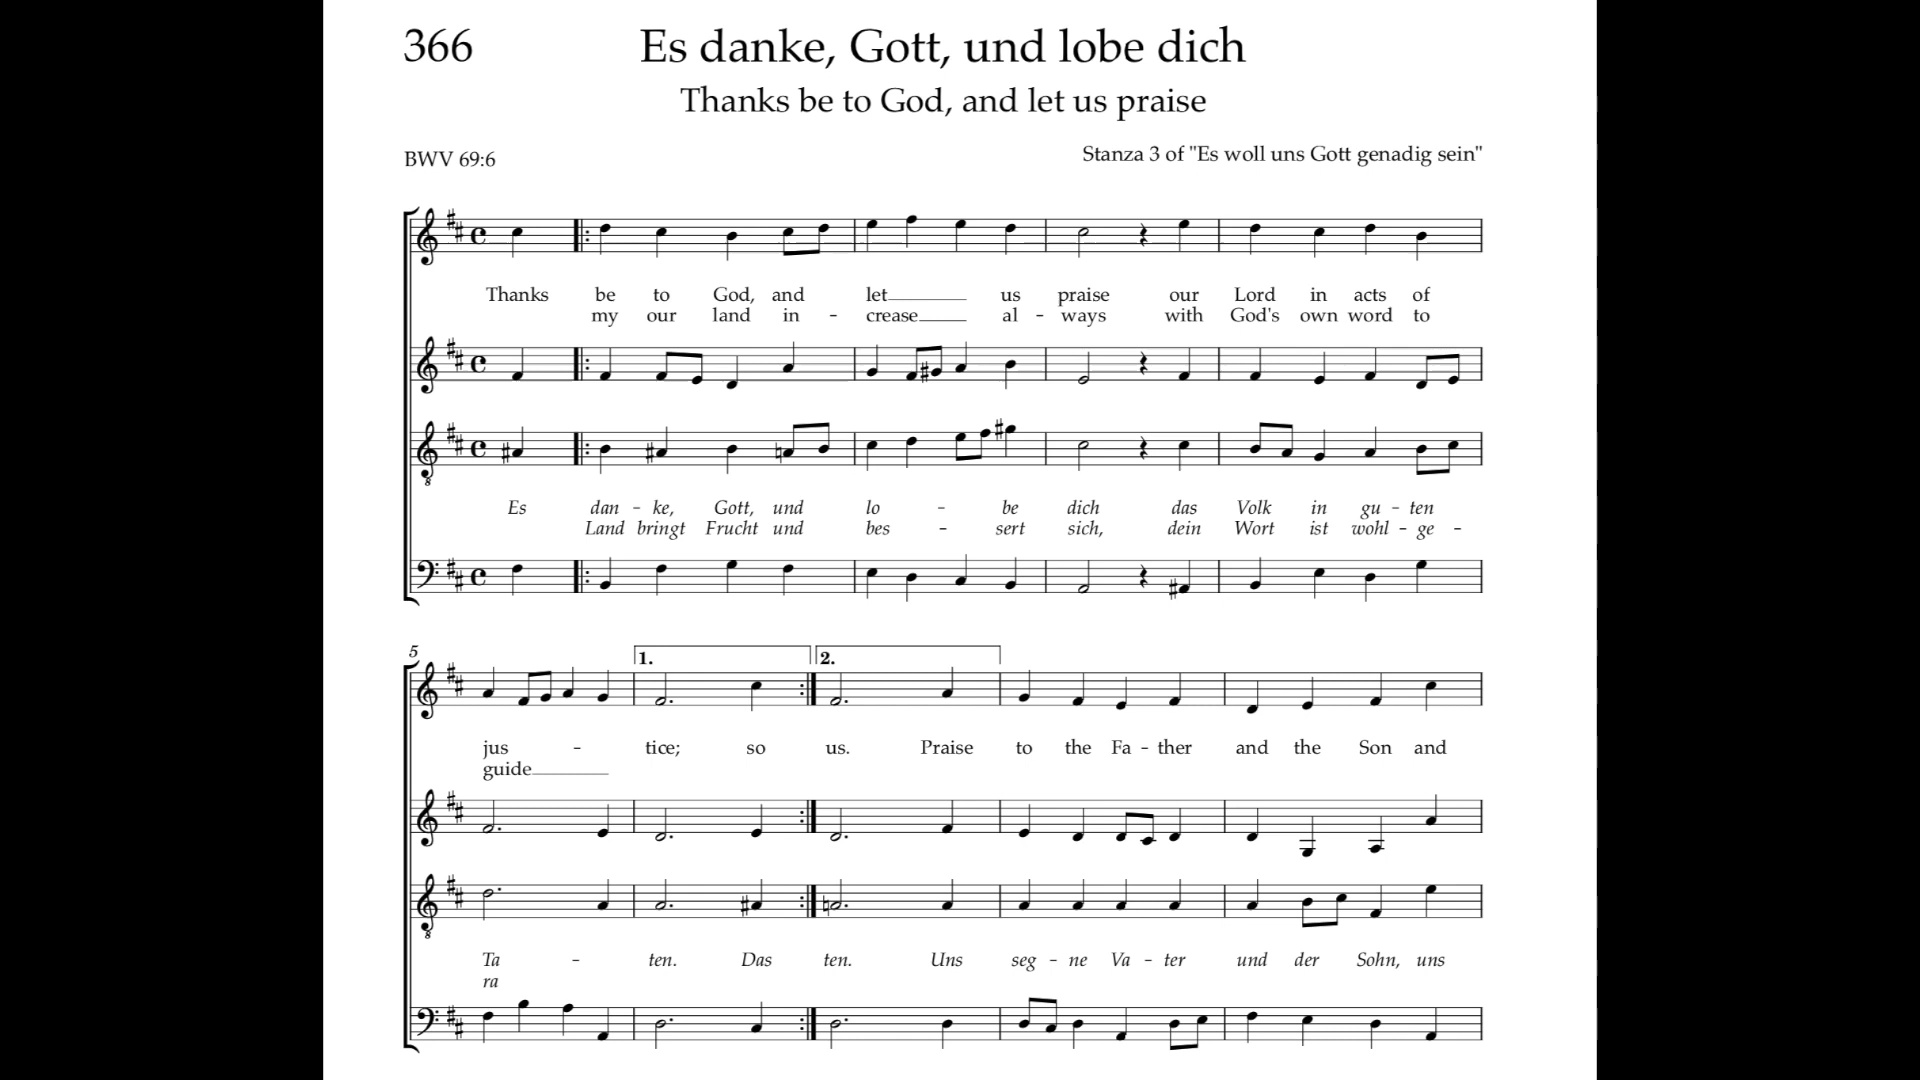 366
Es danke, Gott, und lobe dich
Thanks be to God, and let us praise
BWV 69:6
Stanza 3 of "Es woll uns Gott genadig sein"
Thanks be to God, and let us praise our Lord in acts of
my our land in - crease al - ways with God's own word to
Es dan - ke, Gott, und lo - be dich das Volk in gu - ten
Land bringt Frucht und bes - sert sich, dein Wort ist wohl - ge -
5
1. 2.
jus - tice; so us. Praise to the Fa - ther and the Son and
guide
Ta - ten. Das ten. Uns seg - ne Va - ter und der Sohn, uns
ra